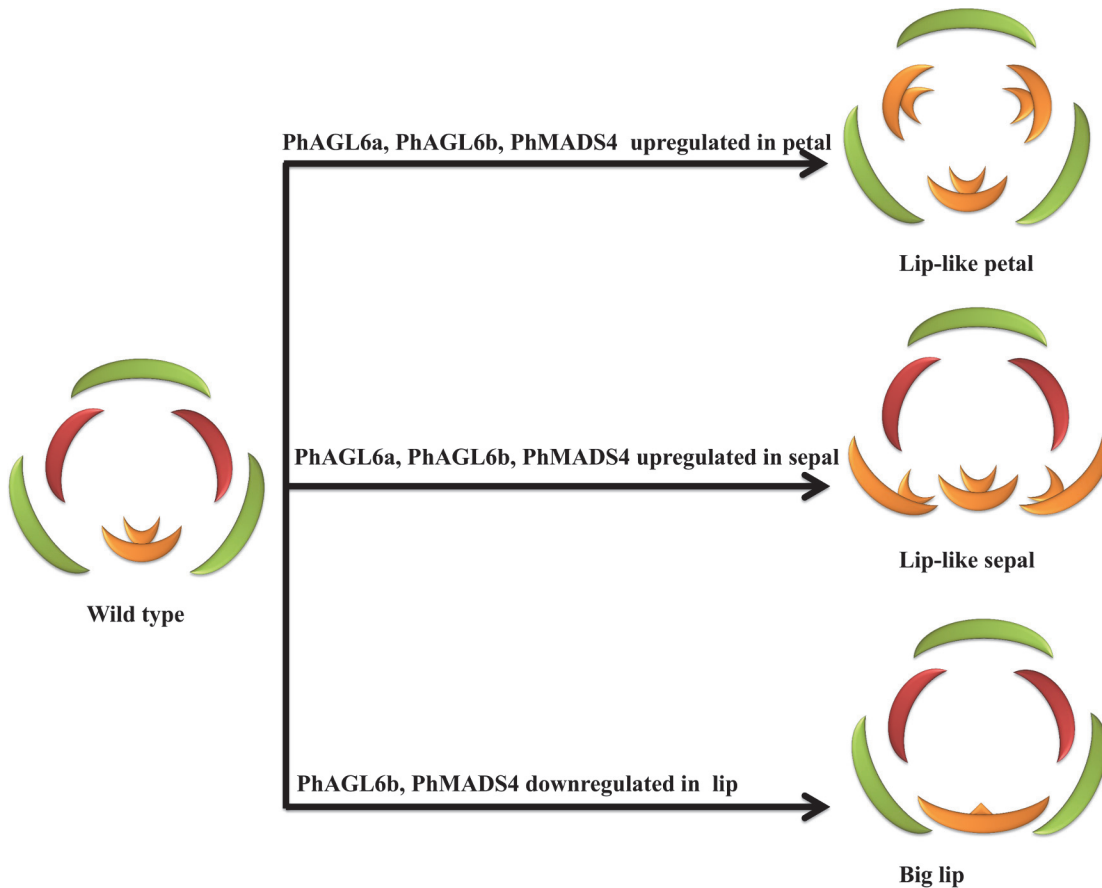 PhAGL6a, PhAGL6b, PhMADS4 upregulated in petal
Lip-like petal
PhAGL6a, PhAGL6b, PhMADS4 upregulated in sepal
Lip-like sepal
Wild type
PhAGL6b, PhMADS4 downregulated in lip
Big lip